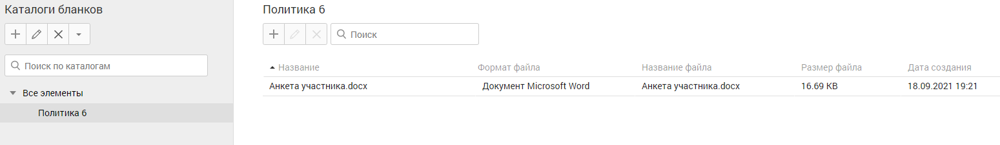 Каталоги бланков
Поиск по каталогам
Все элементы
Политика 6
Политика 6
Поиск
Название Формат файла Название файла Размер файла Дата создания
Анкета участника.docx Документ Microsoft Word Анкета участника.docx 16.69 KB 18.09.2021 19:21